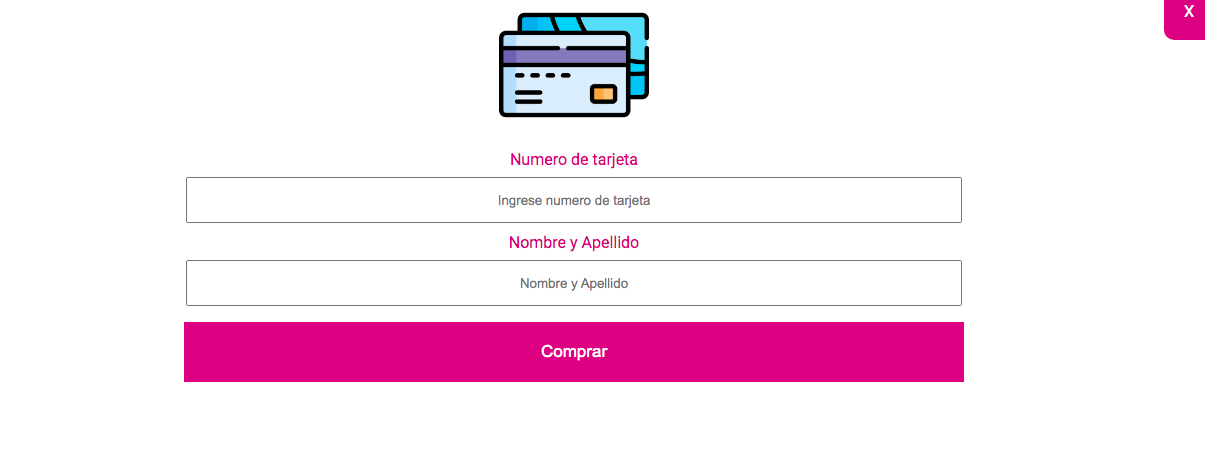 X
Numero de tarjeta
Ingrese numero de tarjeta
Nombre y Apellido
Nombre y Apellido
Comprar